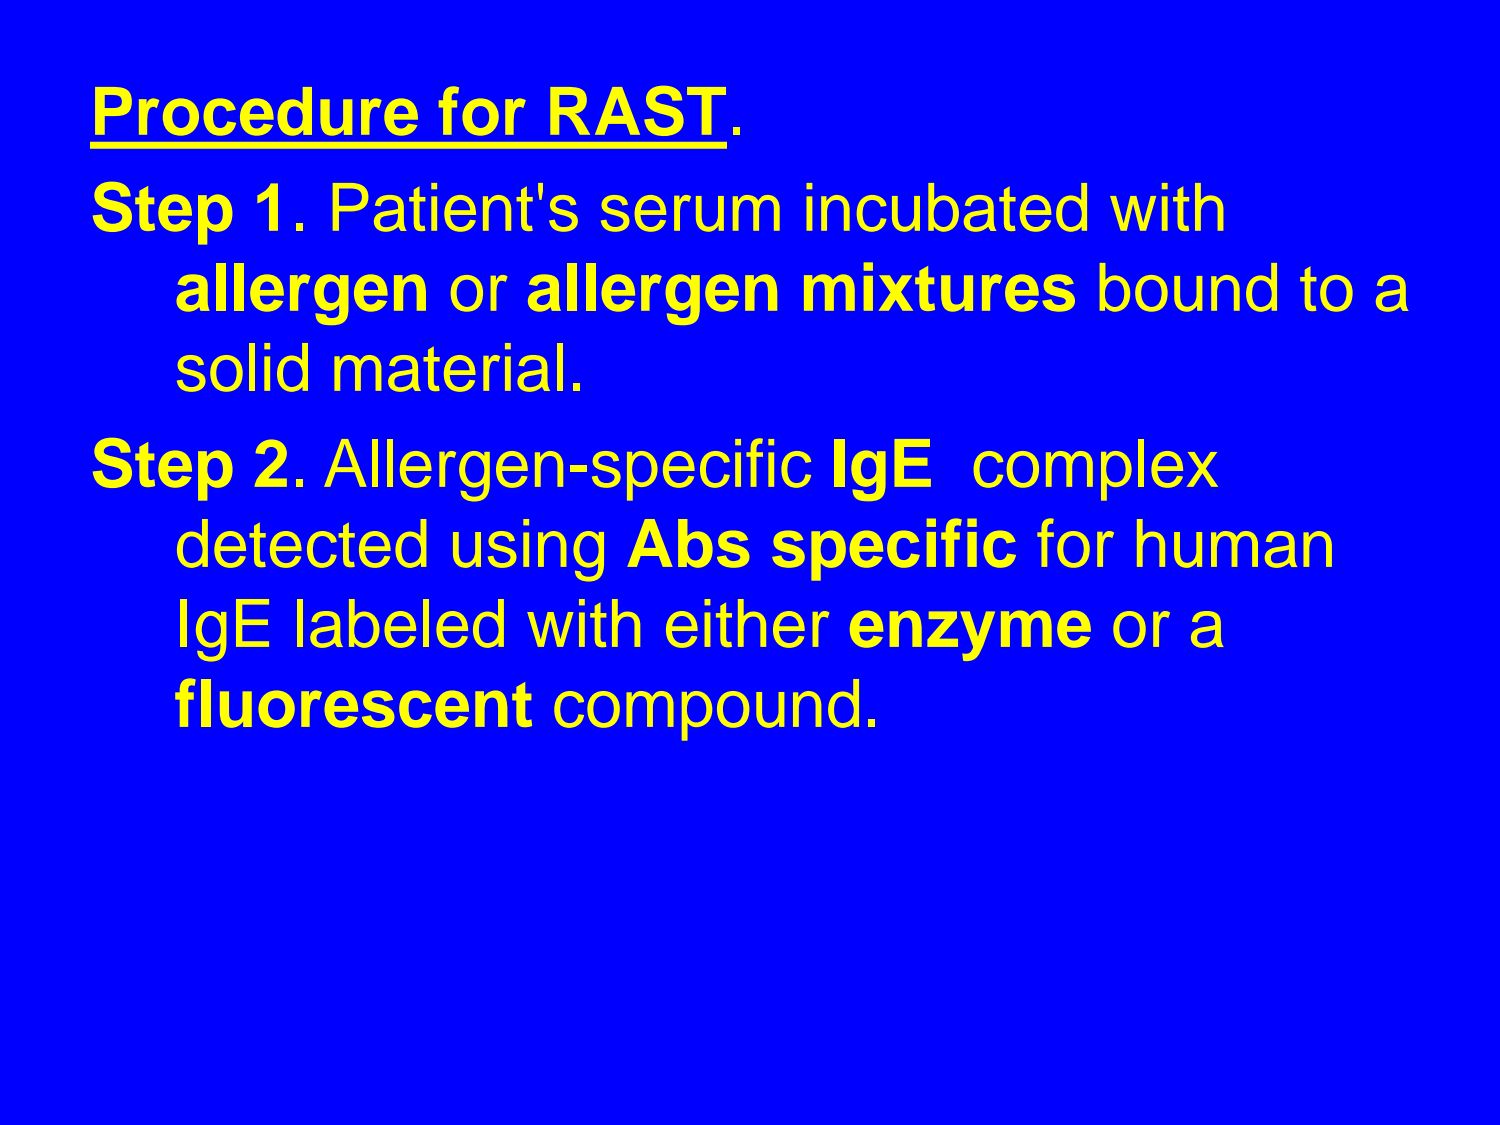 Procedure for RAST.
Step 1. Patient's serum incubated with
allergen or allergen mixtures bound to a
solid material.
Step 2. Allergen-specific IgE  complex
detected using Abs specific for human
IgE labeled with either enzyme or a
fluorescent compound.